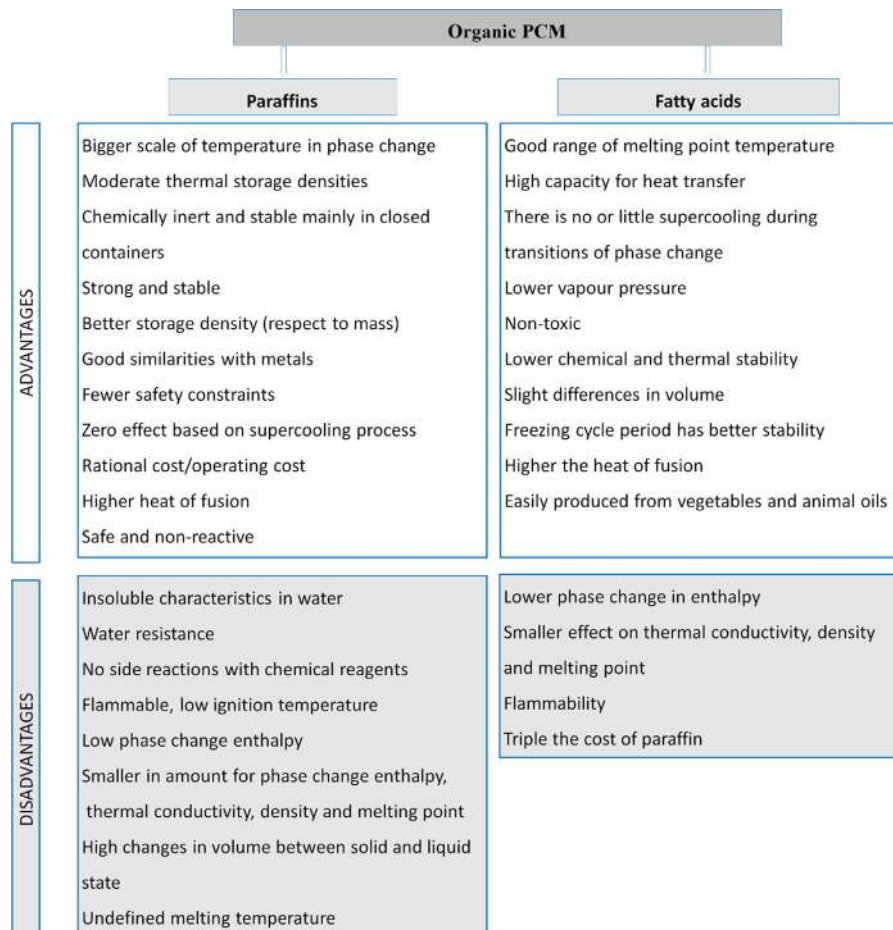 Organic PCM
Paraffins
Fatty acids
ADVANTAGES
Bigger scale of temperature in phase change
Moderate thermal storage densities
Chemically inert and stable mainly in closed
containers
Strong and stable
Better storage density (respect to mass)
Good similarities with metals
Fewer safety constraints
Zero effect based on supercooling process
Rational cost/operating cost
Higher heat of fusion
Safe and non-reactive
Good range of melting point temperature
High capacity for heat transfer
There is no or little supercooling during
transitions of phase change
Lower vapour pressure
Non-toxic
Lower chemical and thermal stability
Slight differences in volume
Freezing cycle period has better stability
Higher the heat of fusion
Easily produced from vegetables and animal oils
DISADVANTAGES
Insoluble characteristics in water
Water resistance
No side reactions with chemical reagents
Flammable, low ignition temperature
Low phase change enthalpy
Smaller in amount for phase change enthalpy,
thermal conductivity, density and melting point
High changes in volume between solid and liquid
state
Undefined melting temperature
Lower phase change in enthalpy
Smaller effect on thermal conductivity, density
and melting point
Flammability
Triple the cost of paraffin